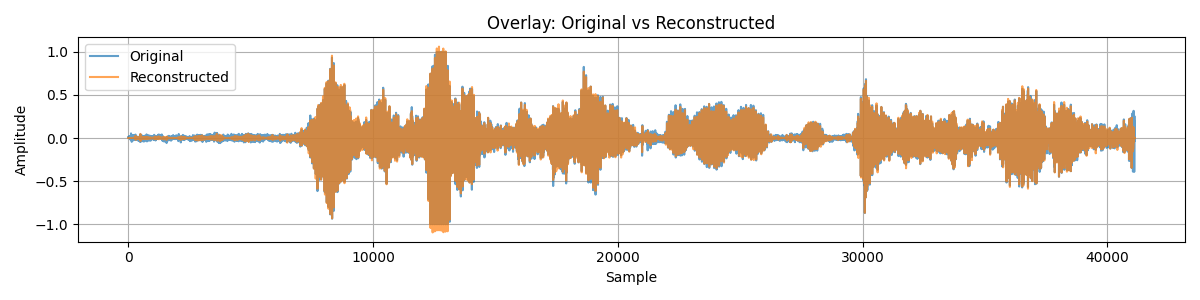 Overlay: Original vs Reconstructed
Original
Reconstructed
1.0
0.5
0.0
−0.5
−1.0
Amplitude
0 10000 20000 30000 40000
Sample